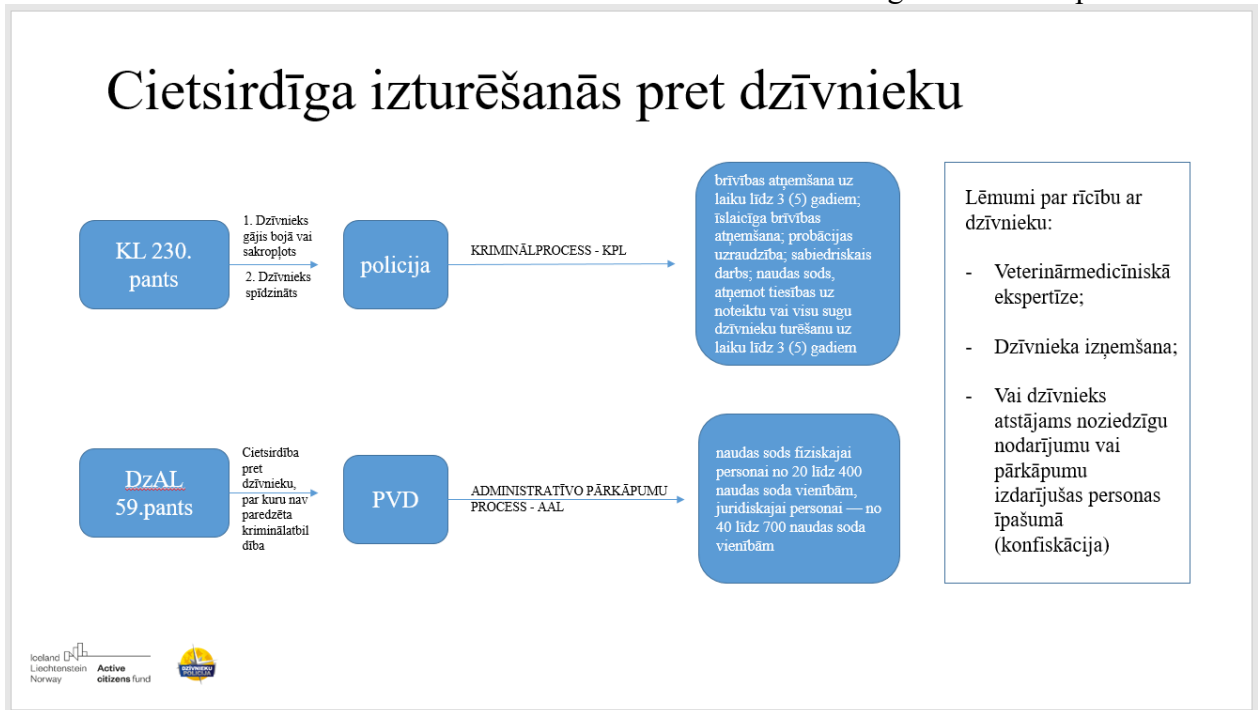 Cietsirdīga izturēšanās pret dzīvnieku
KL 230.
pants
1. Dzīvnieks
gājis bojā vai
sakropļots
2. Dzīvnieks
spīdzināts
policija
KRIMINĀLPROCESS - KPL
brīvības atņemšana uz
laiku līdz 3 (5) gadiem;
īslaicīga brīvības
atņemšana; probācijas
uzraudzība; sabiedriskais
darbs; naudas sods,
atņemot tiesības uz
noteiktu vai visu sugu
dzīvnieku turēšanu uz
laiku līdz 3 (5) gadiem
DzAL
59.pants
Cietsirdība
pret
dzīvnieku,
par kuru nav
paredzēta
kriminālatbil
dība
PVD
ADMINISTRATĪVO PĀRKĀPUMU
PROCESS - AAL
naudas sods fiziskajai
personai no 20 līdz 400
naudas soda vienībām,
juridiskajai personai — no
40 līdz 700 naudas soda
vienībām
Lēmumi par rīcību ar
dzīvnieku:
- Veterinārmedicīniskā
ekspertīze;
- Dzīvnieka izņemšana;
- Vai dzīvnieks
atstājams noziedzīgu
nodarījumu vai
pārkāpumu
izdarījušas personas
īpašumā
(konfiskācija)
Iceland
Liechtenstein Active
Norway citizens fund
DZĪVNIEKU
POLICIJA